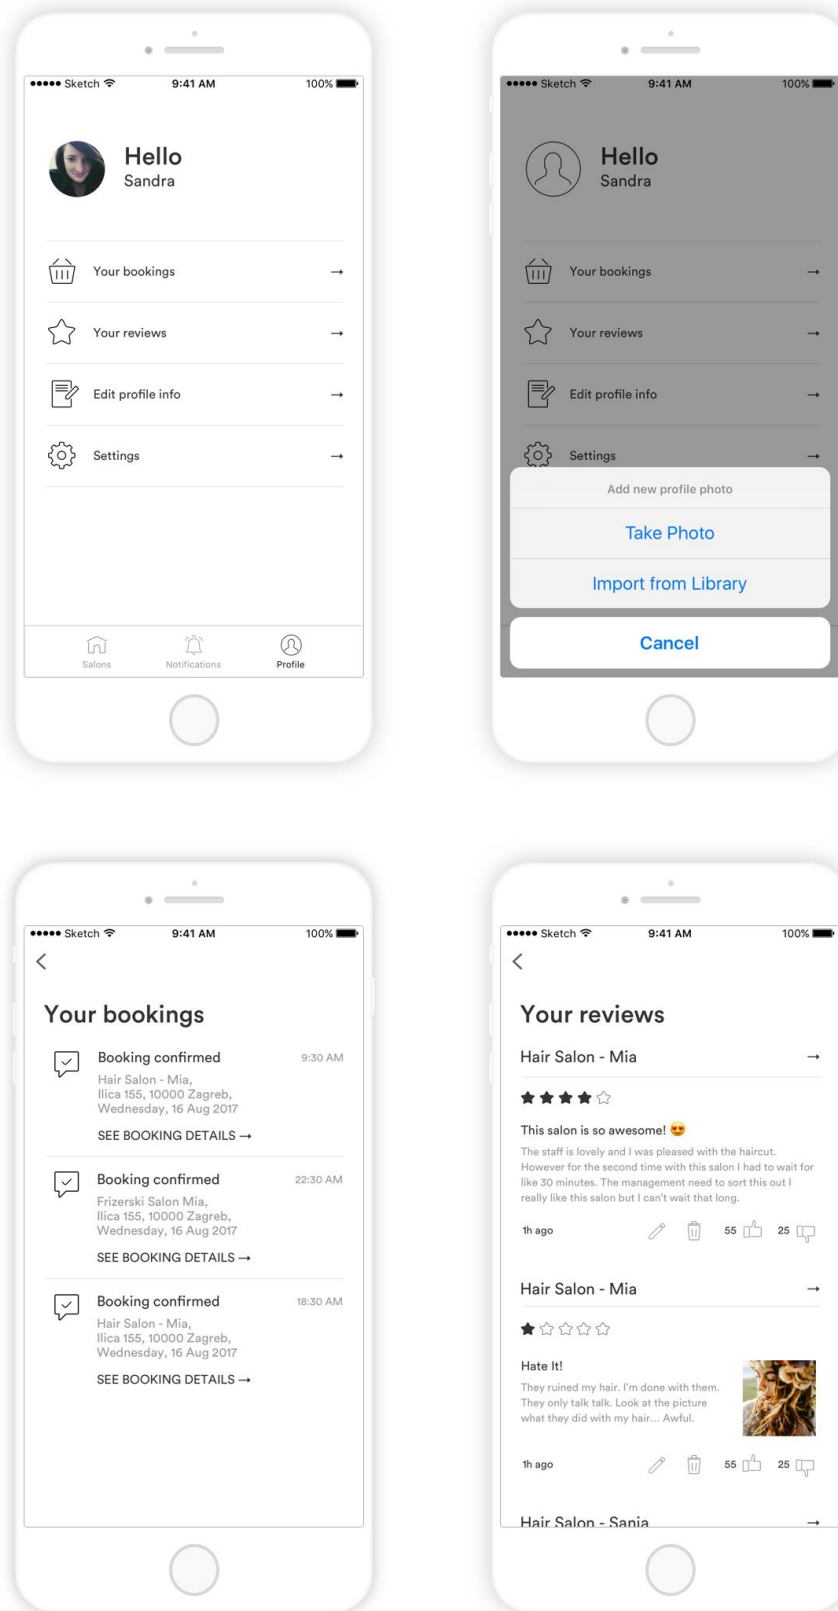 Sketch 9:41 AM 100%
Hello
Sandra
Your bookings →
Your reviews →
Edit profile info →
Settings →
Salons Notifications Profile
Sketch 9:41 AM 100%
Hello
Sandra
Your bookings →
Your reviews →
Edit profile info →
Settings →
Add new profile photo
Take Photo
Import from Library
Cancel
Sketch 9:41 AM 100%
Your bookings
Booking confirmed 9:30 AM
Hair Salon - Mia,
Ilica 155, 10000 Zagreb,
Wednesday, 16 Aug 2017
SEE BOOKING DETAILS →
Booking confirmed 22:30 AM
Frizerski Salon Mia,
Ilica 155, 10000 Zagreb,
Wednesday, 16 Aug 2017
SEE BOOKING DETAILS →
Booking confirmed 18:30 AM
Hair Salon - Mia,
Ilica 155, 10000 Zagreb,
Wednesday, 16 Aug 2017
SEE BOOKING DETAILS →
Sketch 9:41 AM 100%
Your reviews
Hair Salon - Mia →
This salon is so awesome! 😍
The staff is lovely and I was pleased with the haircut.
However for the second time with this salon I had to wait for
like 30 minutes. The management need to sort this out I
really like this salon but I can't wait that long.
1h ago 55 25
Hair Salon - Mia →
Hate It!
They ruined my hair. I'm done with them.
They only talk talk. Look at the picture
what they did with my hair... Awful.
1h ago 55 25
Hair Salon - Sanja →